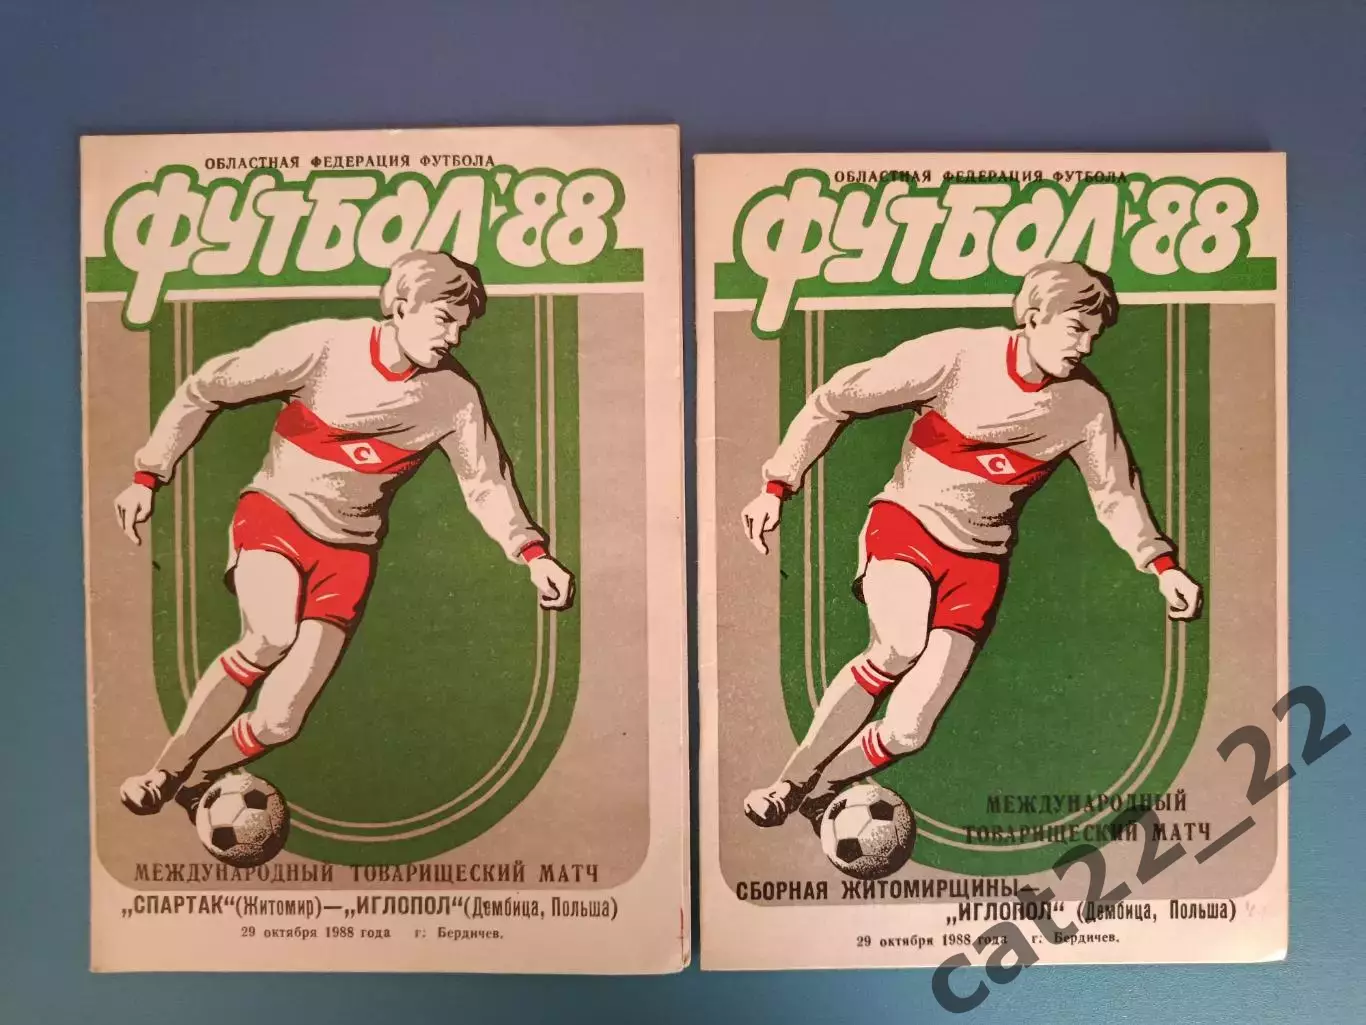 ОБЛАСТНАЯ ФЕДЕРАЦИЯ ФУТБОЛА
ФУТБОЛ'88
МЕЖДУНАРОДНЫЙ ТОВАРИЩЕСКИЙ МАТЧ
„СПАРТАК" (Житомир)—„ИГЛОПОЛ" (Дембица, Польша)
29 октября 1988 года г: Бердичев.
ОБЛАСТНАЯ ФЕДЕРАЦИЯ ФУТБОЛА
ФУТБОЛ'88
МЕЖДУНАРОДНЫЙ
ТОВАРИЩЕСКИЙ МАТЧ
СБОРНАЯ ЖИТОМИРЩИНЫ—
„ИГЛОПОЛ" (Дембица, Польша)
29 октября 1988 года г: Бердичев.
cat22_22